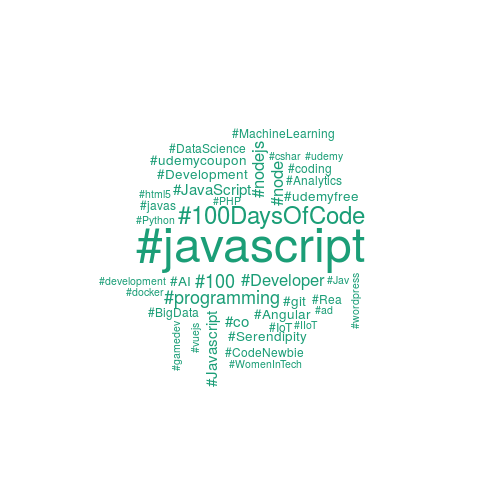 #MachineLearning
#DataScience
#nodejs
#cshar
#udemy
#udemycoupon
#node
#coding
#Development
#Analytics
#JavaScript
#html5
#PHP
#udemyfree
#javas
#100DaysOfCode
#Python
#javascript
#development
#AI
#100
#Developer
#Jav
#wordpress
#docker
#programming
#git
#Rea
#BigData
#Angular
#ad
#gamedev
#vuejs
#Javascript
#co
#IoT
#IIoT
#Serendipity
#CodeNewbie
#WomenInTech